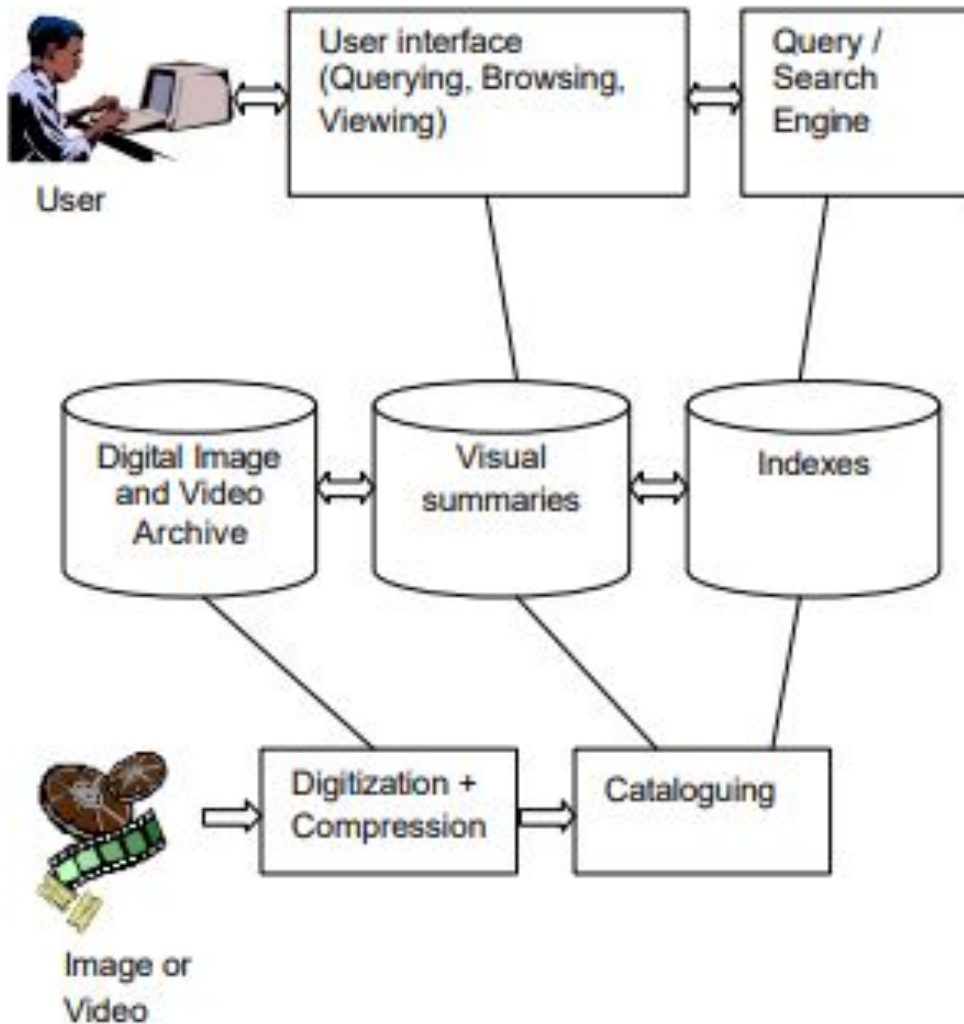 User interface
(Querying, Browsing,
Viewing)
Query /
Search
Engine
User
Digital Image
and Video
Archive
Visual
summaries
Indexes
Digitization +
Compression
Cataloguing
Image or
Video